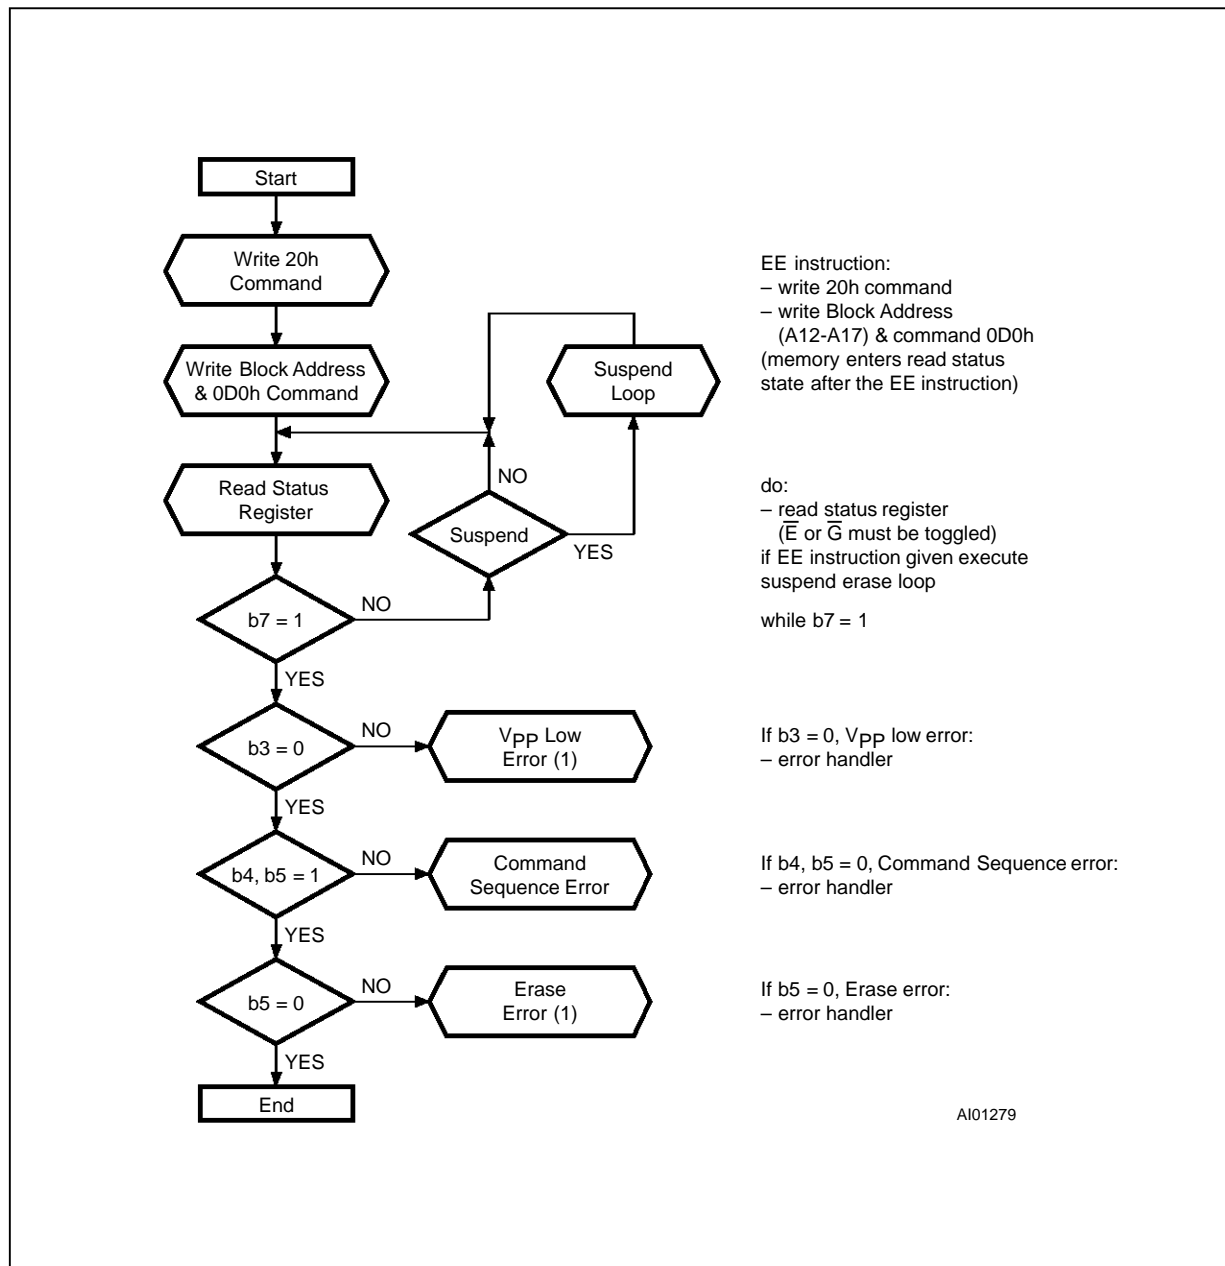 Start
Write 20h
Command
Write Block Address
& 0D0h Command
Read Status
Register
b7 = 1
NO
YES
Suspend
NO
YES
Suspend
Loop
b3 = 0
NO
YES
VPP Low
Error (1)
b4, b5 = 1
NO
YES
Command
Sequence Error
b5 = 0
NO
YES
Erase
Error (1)
End
EE instruction:
– write 20h command
– write Block Address
(A12-A17) & command 0D0h
(memory enters read status
state after the EE instruction)
do:
– read status register
(E̅ or G̅ must be toggled)
if EE instruction given execute
suspend erase loop
while b7 = 1
If b3 = 0, VPP low error:
– error handler
If b4, b5 = 0, Command Sequence error:
– error handler
If b5 = 0, Erase error:
– error handler
AI01279